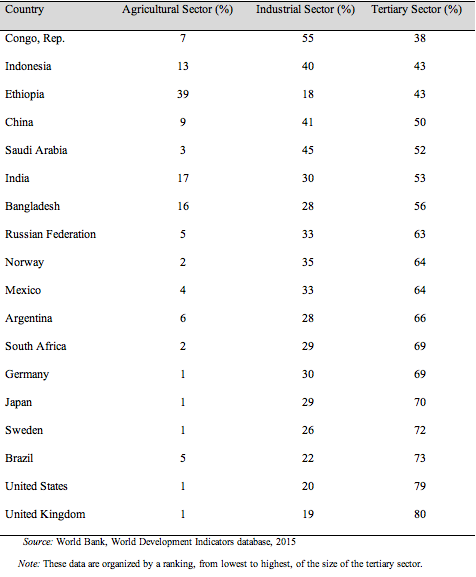 Country Agricultural Sector (%) Industrial Sector (%) Tertiary Sector (%)
Congo, Rep. 7 55 38
Indonesia 13 40 43
Ethiopia 39 18 43
China 9 41 50
Saudi Arabia 3 45 52
India 17 30 53
Bangladesh 16 28 56
Russian Federation 5 33 63
Norway 2 35 64
Mexico 4 33 64
Argentina 6 28 66
South Africa 2 29 69
Germany 1 30 69
Japan 1 29 70
Sweden 1 26 72
Brazil 5 22 73
United States 1 20 79
United Kingdom 1 19 80
Source: World Bank, World Development Indicators database, 2015
Note: These data are organized by a ranking, from lowest to highest, of the size of the tertiary sector.